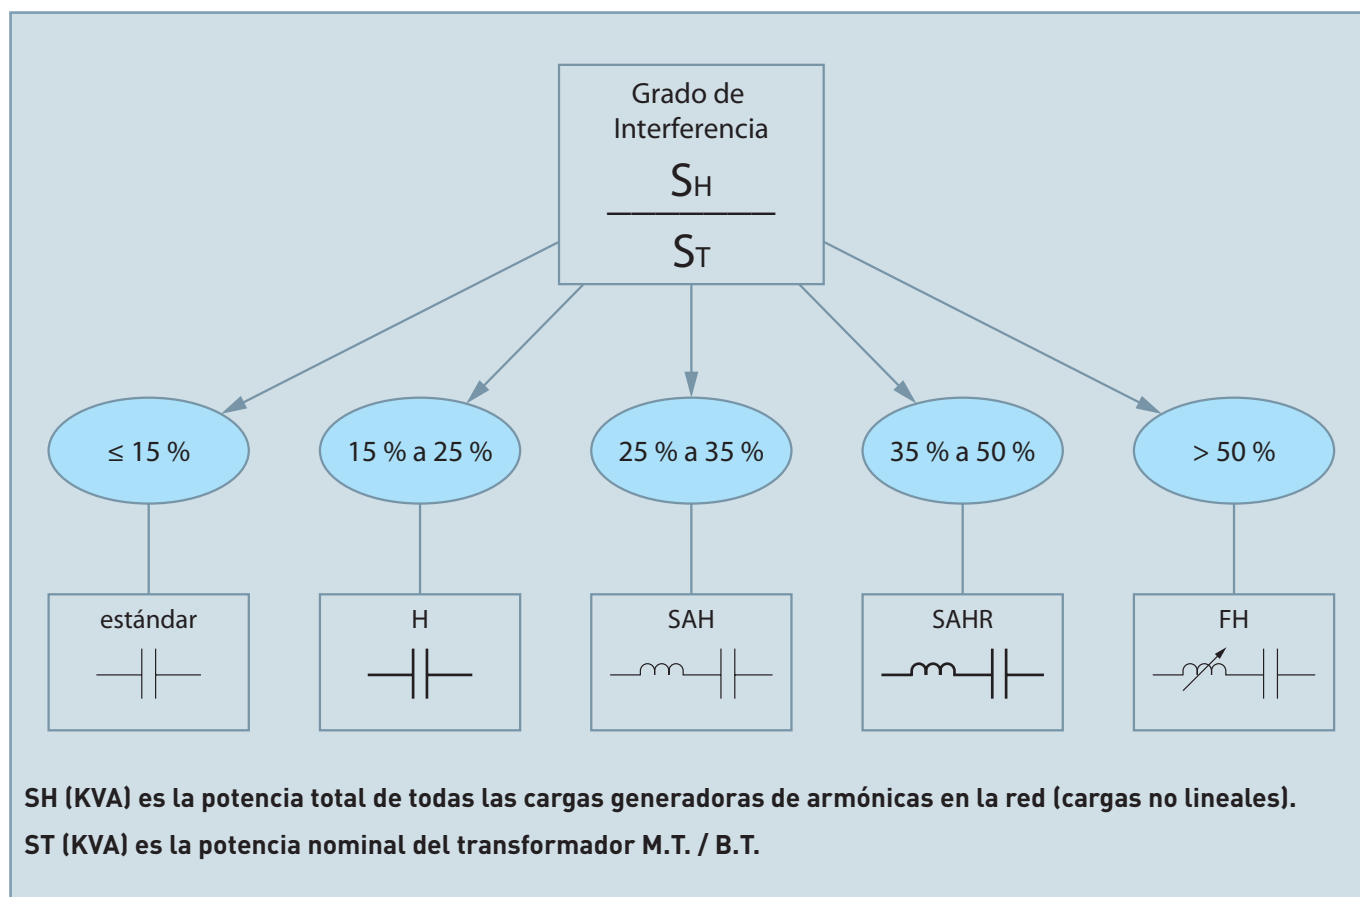 Grado de
Interferencia
SH
ST
≤ 15 %
15 % a 25 %
25 % a 35 %
35 % a 50 %
> 50 %
estándar
H
SAH
SAHR
FH
SH (KVA) es la potencia total de todas las cargas generadoras de armónicas en la red (cargas no lineales).
ST (KVA) es la potencia nominal del transformador M.T. / B.T.